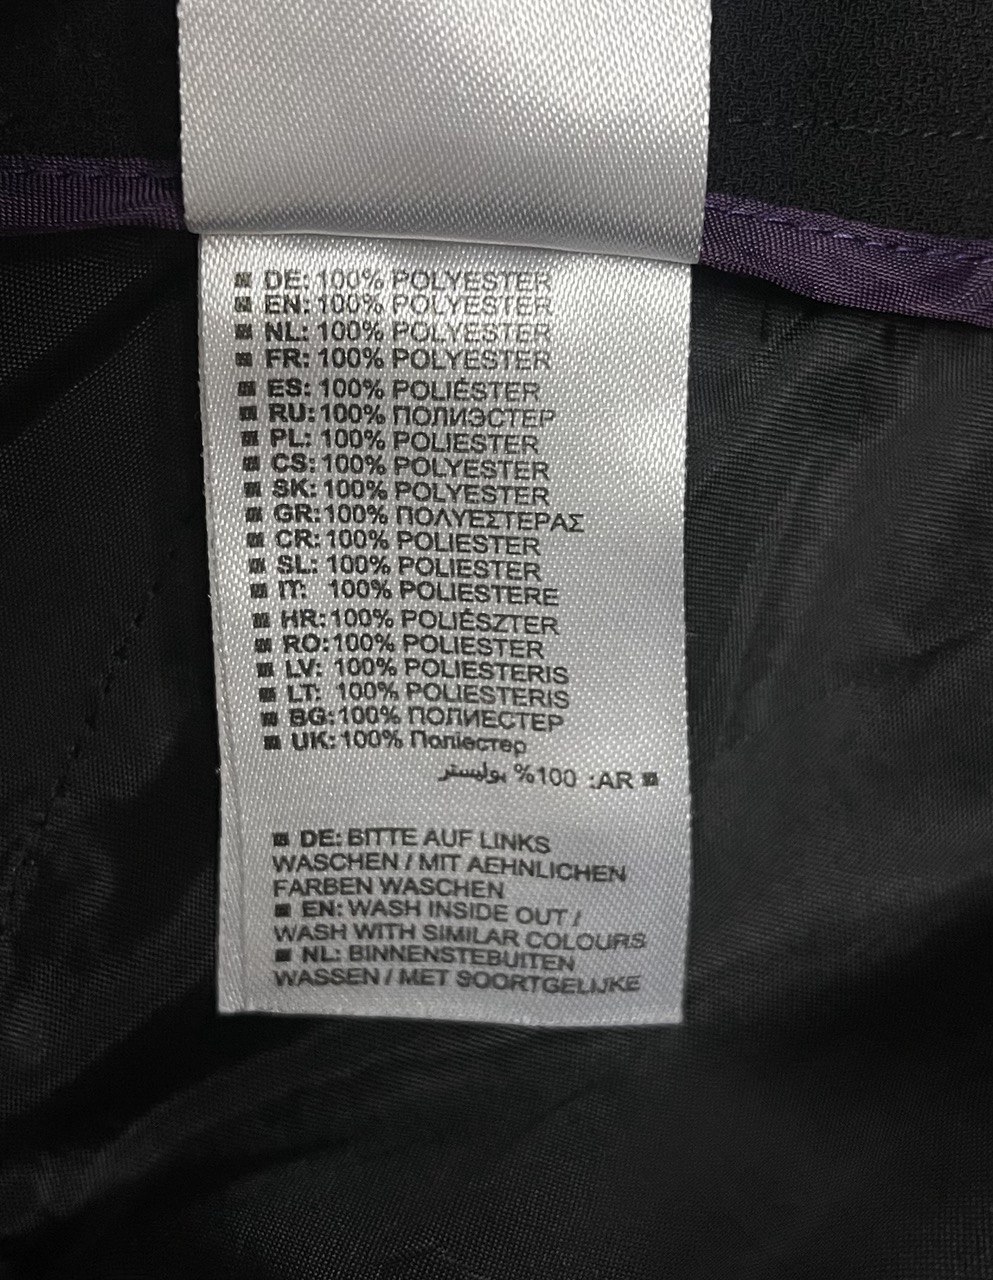 DE: 100% POLYESTER
EN: 100% POLYESTER
NL: 100% POLYESTER
FR: 100% POLYESTER
ES: 100% POLIÉSTER
RU: 100% ПОЛИЭСТЕР
PL: 100% POLIESTER
CS: 100% POLYESTER
SK: 100% POLYESTER
GR: 100% ΠΟΛΥΕΣΤΕΡΑΣ
CR: 100% POLIESTER
SL: 100% POLIESTER
IT: 100% POLIESTERE
HR: 100% POLIÉSZTER
RO: 100% POLIESTER
LV: 100% POLIESTERIS
LT: 100% POLIESTERIS
BG: 100% ПОЛИЕСТЕР
UK: 100% Поліестер
AR: 100% بوليستر
DE: BITTE AUF LINKS
WASCHEN / MIT AEHNLICHEN
FARBEN WASCHEN
EN: WASH INSIDE OUT /
WASH WITH SIMILAR COLOURS
NL: BINNENSTEBUITEN
WASSEN / MET SOORTGELIJKE